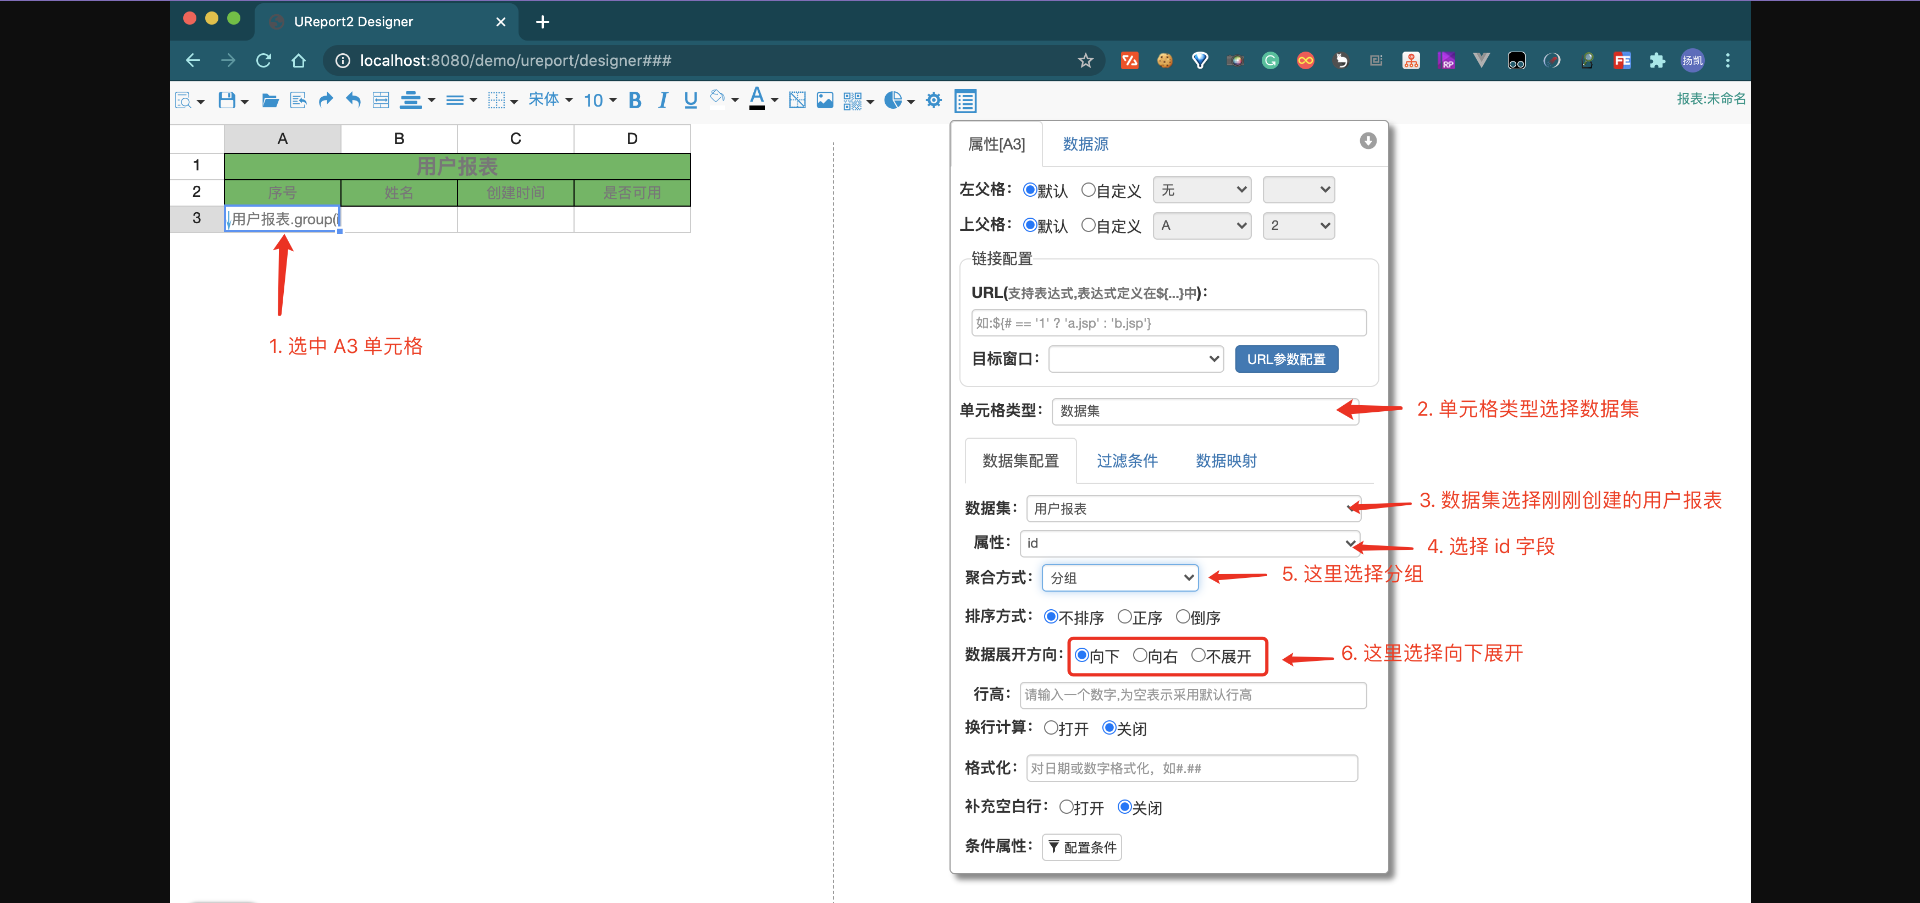 UReport2 Designer
localhost:8080/demo/ureport/designer###
RP
FE
扬凯
宋体
10
B
I
U
A
报表:未命名
A B C D
1 用户报表
2 序号 姓名 创建时间 是否可用
3 用户报表.group(i
1. 选中 A3 单元格
属性[A3] 数据源
左父格: 默认 自定义 无
上父格: 默认 自定义 A 2
链接配置
URL(支持表达式,表达式定义在${...}中):
如:${# == '1' ? 'a.jsp' : 'b.jsp'}
目标窗口: URL参数配置
单元格类型: 数据集
2. 单元格类型选择数据集
数据集配置 过滤条件 数据映射
数据集: 用户报表
3. 数据集选择刚刚创建的用户报表
属性: id
4. 选择 id 字段
聚合方式: 分组
5. 这里选择分组
排序方式: 不排序 正序 倒序
数据展开方向: 向下 向右 不展开
6. 这里选择向下展开
行高: 请输入一个数字,为空表示采用默认行高
换行计算: 打开 关闭
格式化: 对日期或数字格式化，如#.##
补充空白行: 打开 关闭
条件属性: 配置条件